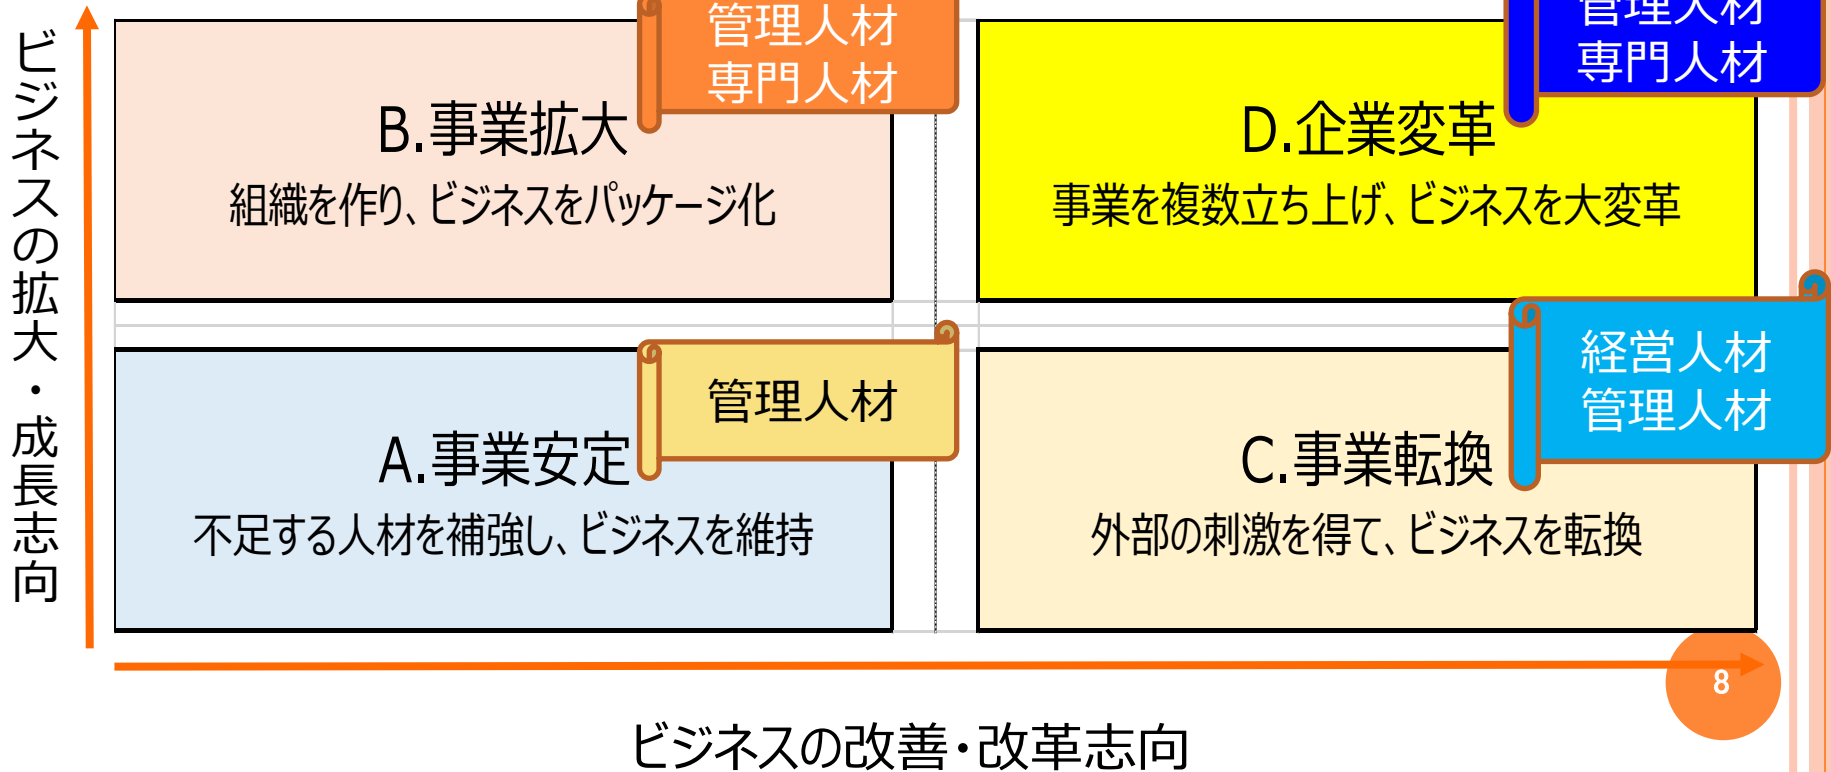 ビジネスの拡大・成長志向
管理人材
専門人材
B.事業拡大
組織を作り、ビジネスをパッケージ化
管理人材
専門人材
D.企業変革
事業を複数立ち上げ、ビジネスを大変革
管理人材
A.事業安定
不足する人材を補強し、ビジネスを維持
経営人材
管理人材
C.事業転換
外部の刺激を得て、ビジネスを転換
8
ビジネスの改善・改革志向